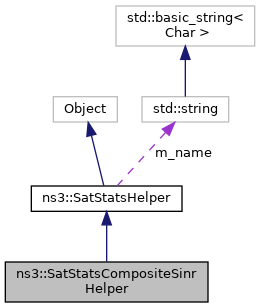 std::basic_string<
Char >
Object
std::string
m_name
ns3::SatStatsHelper
ns3::SatStatsCompositeSinr
Helper